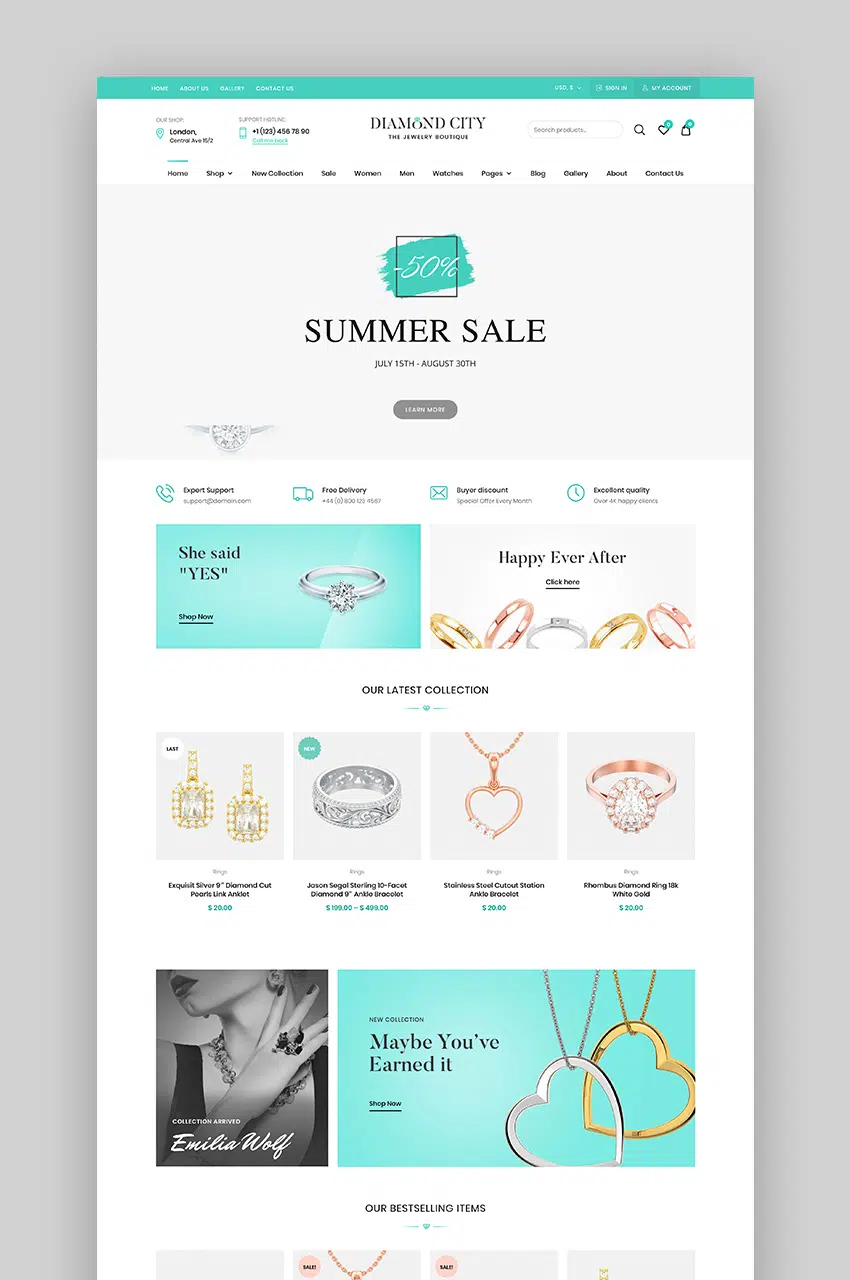 HOME ABOUT US GALLERY CONTACT US USD, $ SIGN IN MY ACCOUNT
OUR SHOP:
London,
Central Ave 15/2
SUPPORT HOTLINE:
+1 (123) 456 78 90
Call me back
DIAMOND CITY
THE JEWELRY BOUTIQUE
Search products...
0
0
Home Shop New Collection Sale Women Men Watches Pages Blog Gallery About Contact Us
-50%
SUMMER SALE
JULY 15TH - AUGUST 30TH
LEARN MORE
Expert Support
support@domain.com
Free Delivery
+44 (0) 800 123 4567
Buyer discount
Special Offer Every Month
Excellent quality
Over 4K happy clients
She said
"YES"
Shop Now
Happy Ever After
Click here
OUR LATEST COLLECTION
LAST
NEW
Rings
Exquisit Silver 9" Diamond Cut
Pearls Link Anklet
$ 20.00
Rings
Jason Segal Sterling 10-Facet
Diamond 9" Ankle Bracelet
$ 199.00 – $ 499.00
Rings
Stainless Steel Cutout Station
Ankle Bracelet
$ 20.00
Rings
Rhombus Diamond Ring 18k
White Gold
$ 20.00
COLLECTION ARRIVED
Emilia Wolf
NEW COLLECTION
Maybe You've
Earned it
Shop Now
OUR BESTSELLING ITEMS
SALE!
SALE!